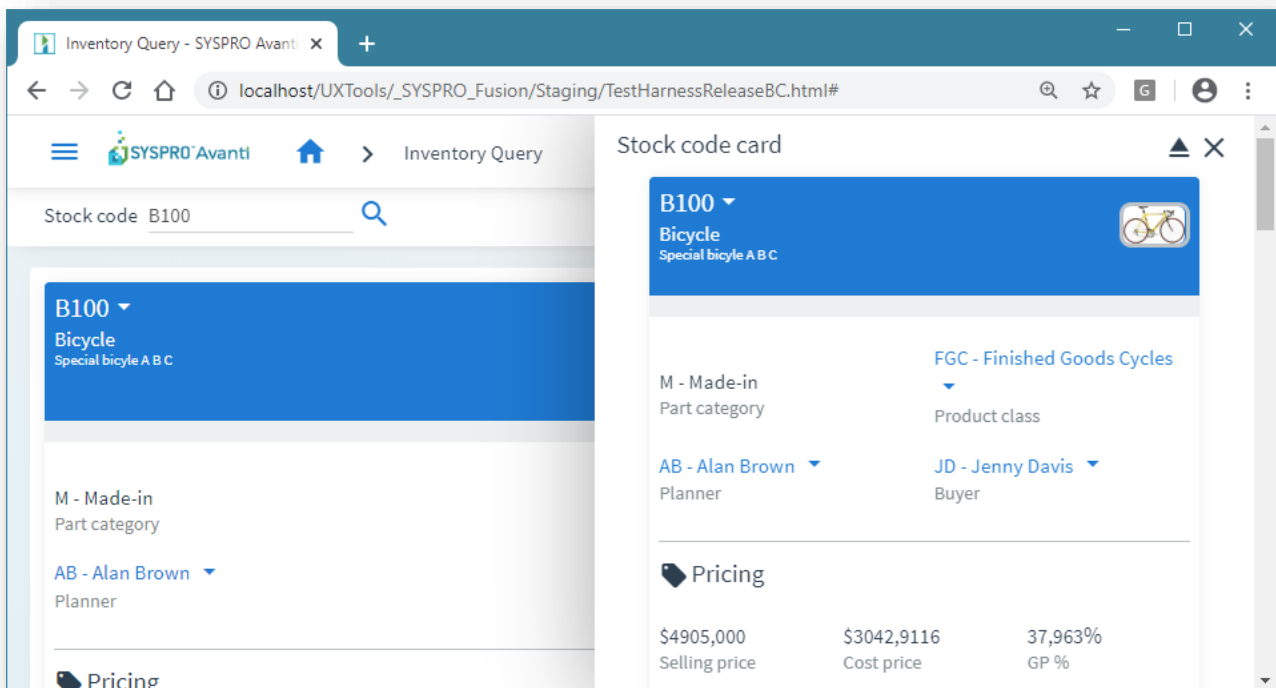 Inventory Query - SYSPRO Avanti
localhost/UXTools/_SYSPRO_Fusion/Staging/TestHarnessReleaseBC.html#
G
SYSPRO™Avanti
Inventory Query
Stock code B100
B100
Bicycle
Special bicyle A B C
M - Made-in
Part category
AB - Alan Brown
Planner
Pricing
Stock code card
B100
Bicycle
Special bicyle A B C
M - Made-in
Part category
FGC - Finished Goods Cycles
Product class
AB - Alan Brown
Planner
JD - Jenny Davis
Buyer
Pricing
$4905,000 $3042,9116 37,963%
Selling price Cost price GP %